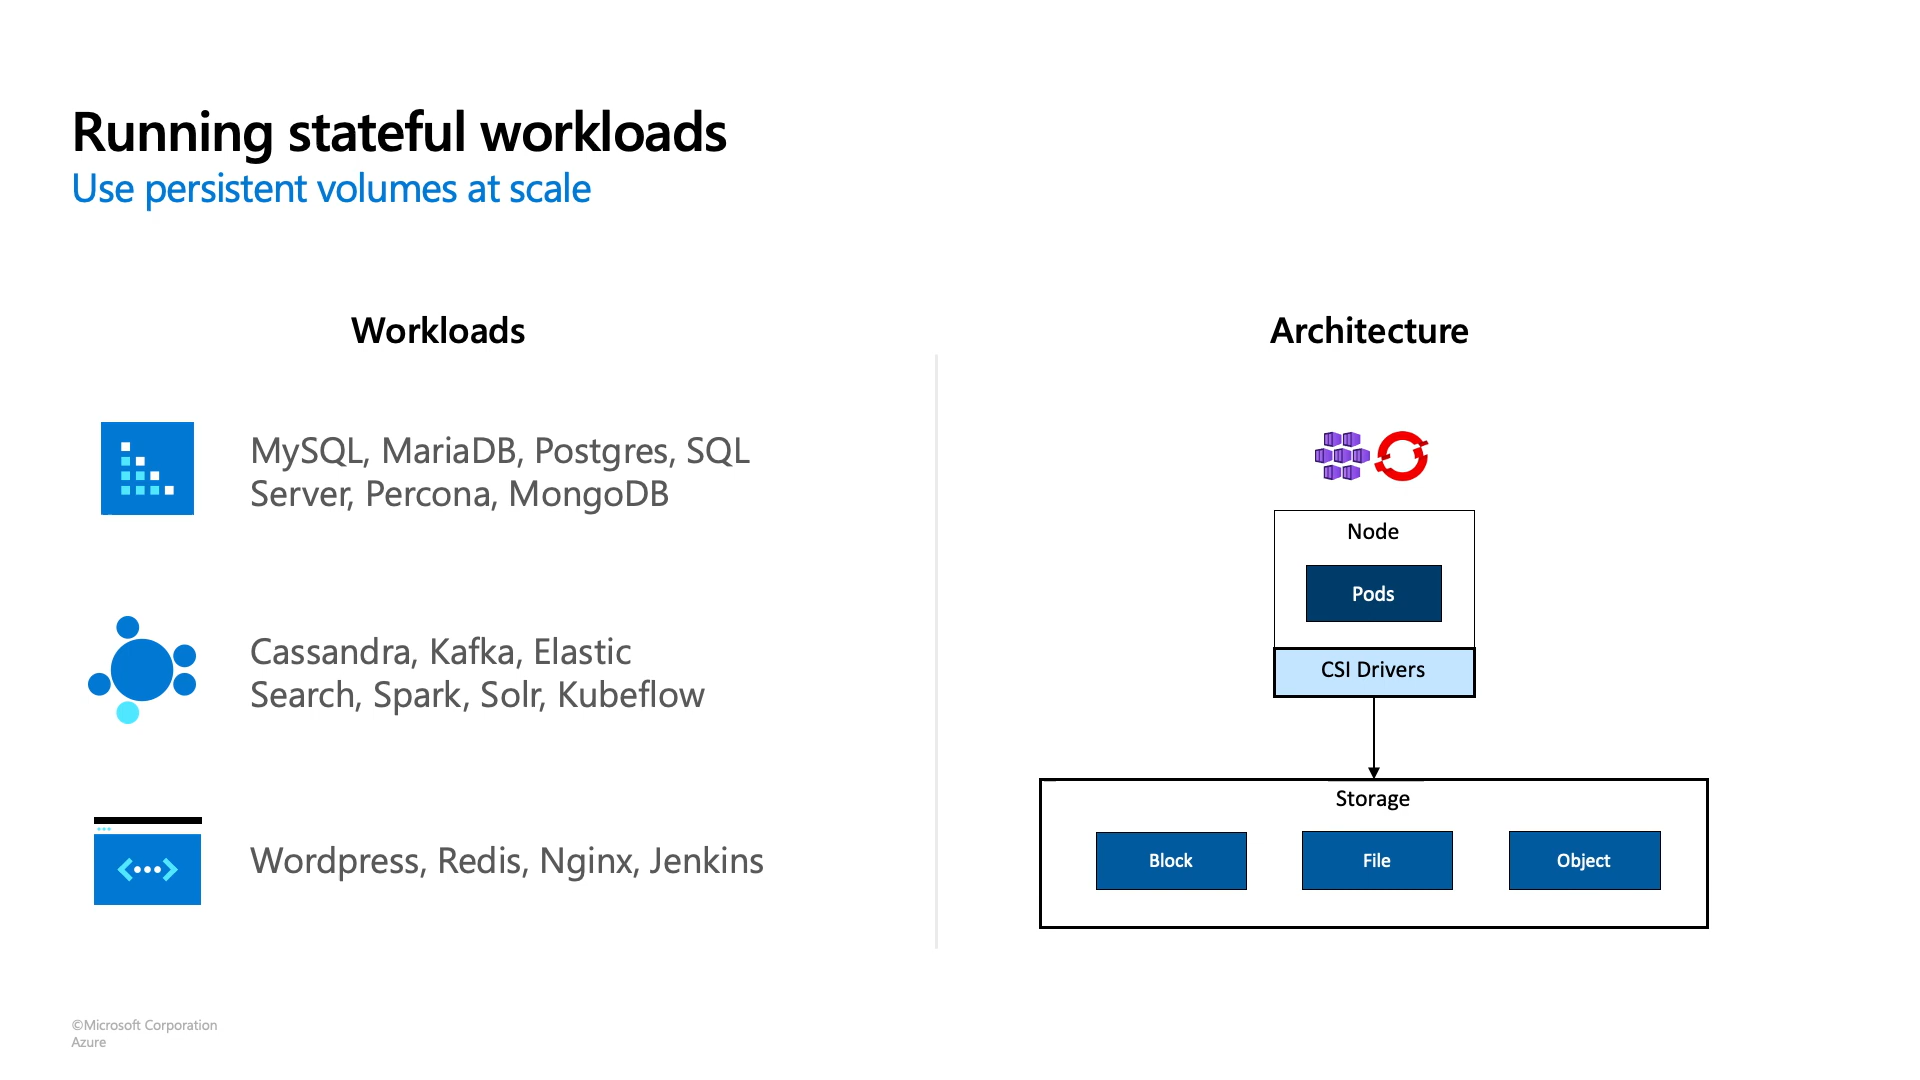 Running stateful workloads
Use persistent volumes at scale
Workloads
MySQL, MariaDB, Postgres, SQL
Server, Percona, MongoDB
Cassandra, Kafka, Elastic
Search, Spark, Solr, Kubeflow
Wordpress, Redis, Nginx, Jenkins
Architecture
Node
Pods
CSI Drivers
Storage
Block
File
Object
©Microsoft Corporation
Azure